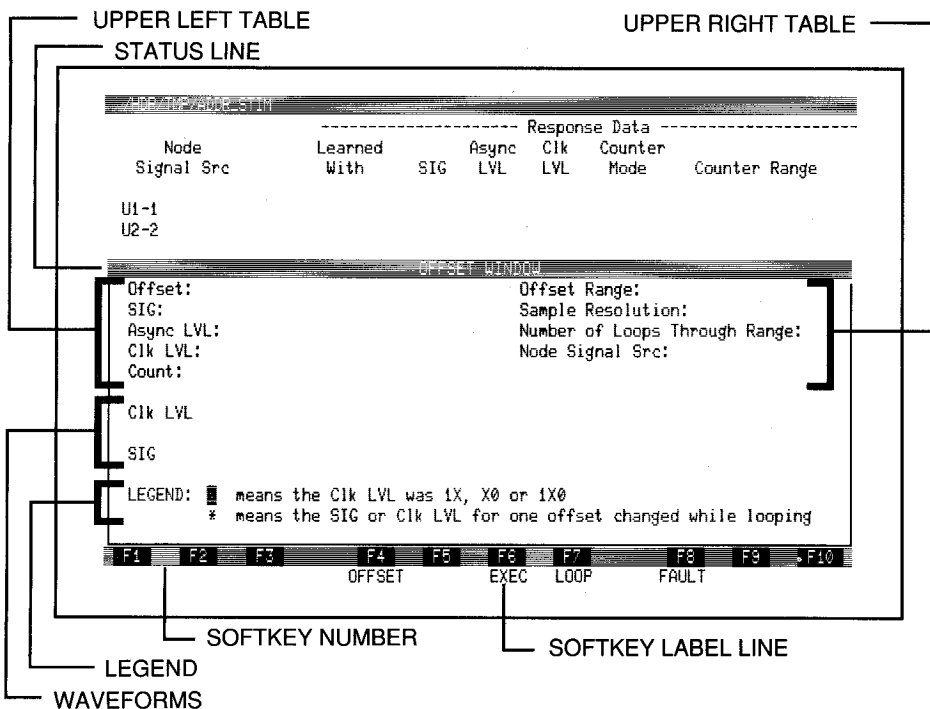 UPPER LEFT TABLE
UPPER RIGHT TABLE
STATUS LINE
/HDR/TMP/ADDR_STIM
Response Data
Node Learned Async Clk Counter
Signal Src With SIG LVL LVL Mode Counter Range
U1-1
U2-2
OFFSET WINDOW
Offset: Offset Range:
SIG: Sample Resolution:
Async LVL: Number of Loops Through Range:
Clk LVL: Node Signal Src:
Count:
Clk LVL
SIG
LEGEND: means the Clk LVL was 1X, X0 or 1X0
* means the SIG or Clk LVL for one offset changed while looping
F1 F2 F3 F4 F5 F6 F7 F8 F9 F10
OFFSET EXEC LOOP FAULT
SOFTKEY NUMBER
SOFTKEY LABEL LINE
LEGEND
WAVEFORMS